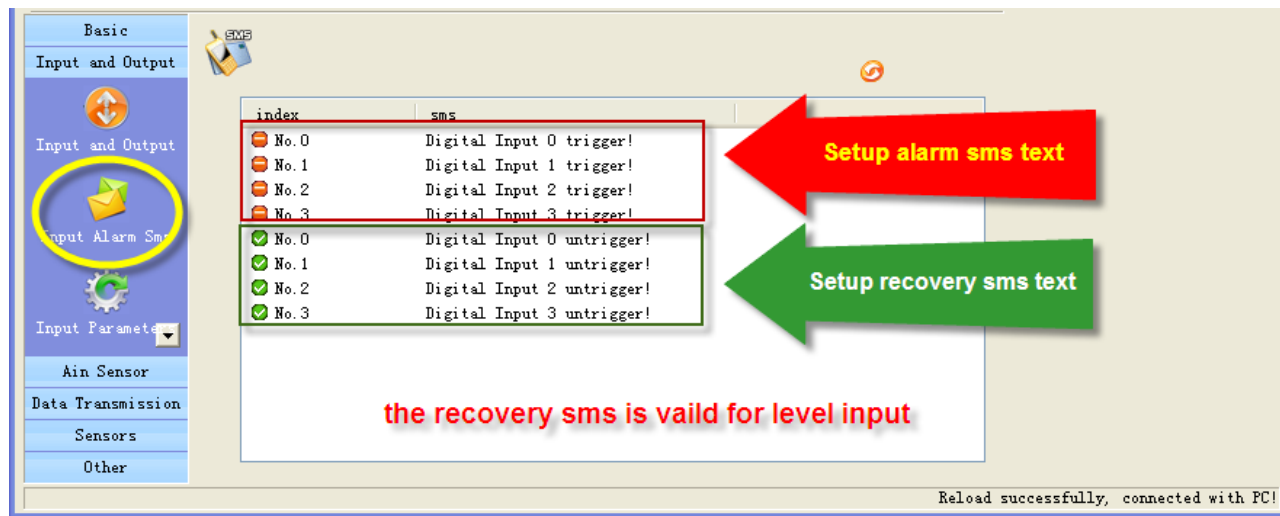 Basic
SMS
Input and Output
Input and Output
index sms
No.0 Digital Input 0 trigger!
No.1 Digital Input 1 trigger!
No.2 Digital Input 2 trigger!
No.3 Digital Input 3 trigger!
Setup alarm sms text
Input Alarm Sms
No.0 Digital Input 0 untrigger!
No.1 Digital Input 1 untrigger!
No.2 Digital Input 2 untrigger!
No.3 Digital Input 3 untrigger!
Setup recovery sms text
Input
Ain Sensor
Data Transmission
Sensors
Other
the recovery sms is vaild for level input
Reload successfully, connected with PC!